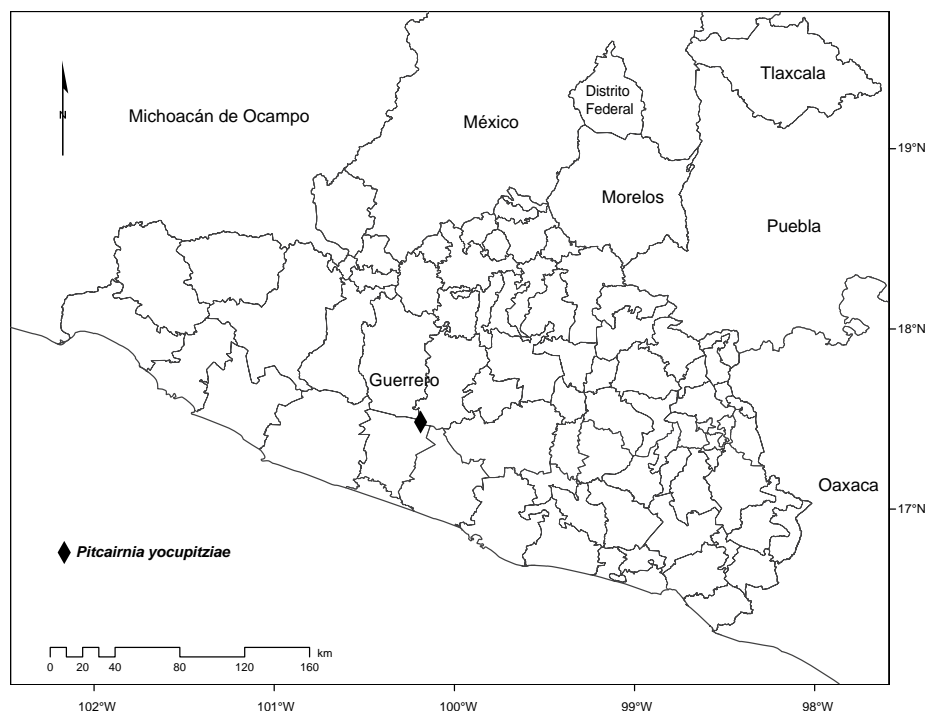 Tlaxcala
Distrito
Federal
N
Michoacán de Ocampo
México
19°N
Morelos
Puebla
18°N
Guerrero
Oaxaca
17°N
Pitcairnia yocupitziae
km
0 20 40 80 120 160
102°W 101°W 100°W 99°W 98°W